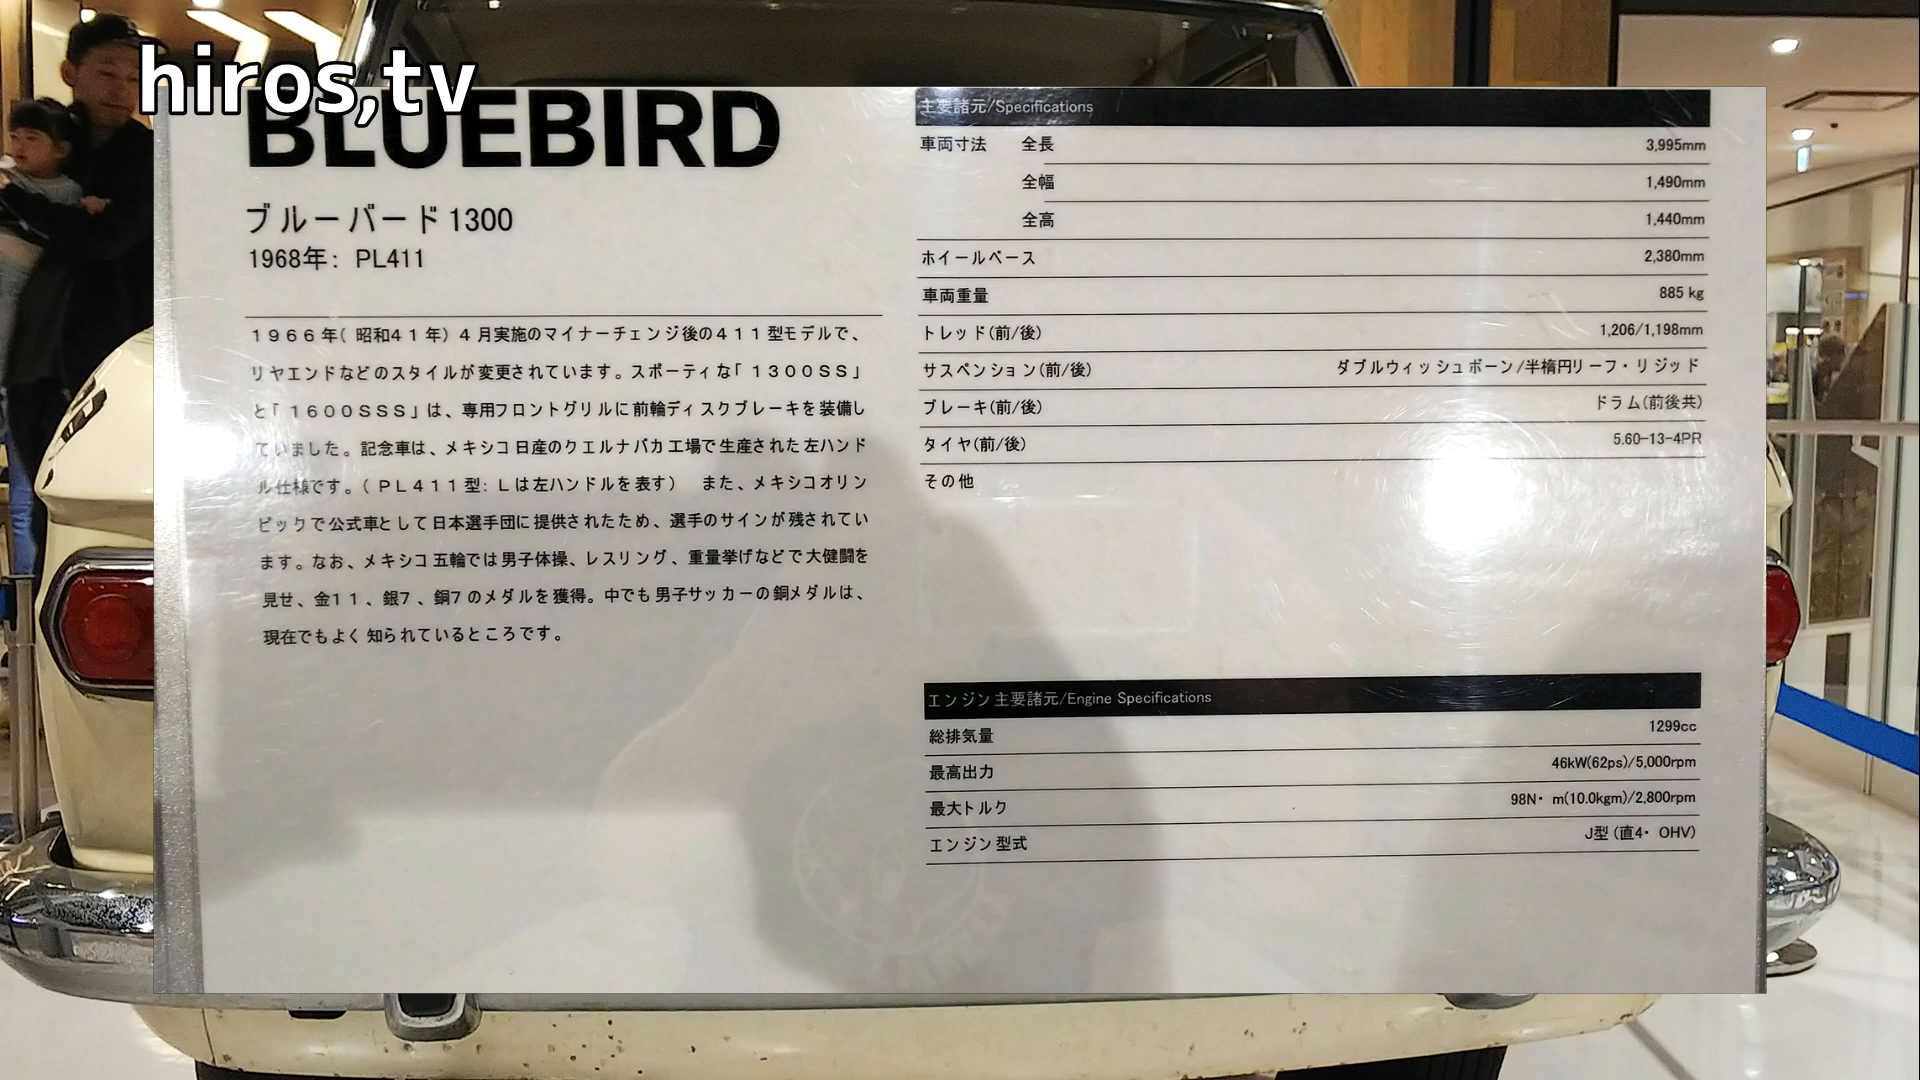 hiros,tv
BLUEBIRD
ブルーバード1300
1968年: PL411
1966年(昭和41年)4月実施のマイナーチェンジ後の411型モデルで、
リヤエンドなどのスタイルが変更されています。スポーティな「1300SS」
と「1600SSS」は、専用フロントグリルに前輪ディスクブレーキを装備し
ていました。記念車は、メキシコ日産のクエルナバカ工場で生産された左ハンド
ル仕様です。(PL411型:Lは左ハンドルを表す) また、メキシコオリン
ピックで公式車として日本選手団に提供されたため、選手のサインが残されてい
ます。なお、メキシコ五輪では男子体操、レスリング、重量挙げなどで大健闘を
見せ、金11、銀7、銅7のメダルを獲得。中でも男子サッカーの銅メダルは、
現在でもよく知られているところです。
主要諸元/Specifications
車両寸法 全長 3,995mm
全幅 1,490mm
全高 1,440mm
ホイールベース 2,380mm
車両重量 885 kg
トレッド(前/後) 1,206/1,198mm
サスペンション(前/後) ダブルウィッシュボーン/半楕円リーフ・リジッド
ブレーキ(前/後) ドラム(前後共)
タイヤ(前/後) 5.60-13-4PR
その他
エンジン主要諸元/Engine Specifications
総排気量 1299cc
最高出力 46kW(62ps)/5,000rpm
最大トルク 98N・m(10.0kgm)/2,800rpm
エンジン型式 J型 (直4・OHV)